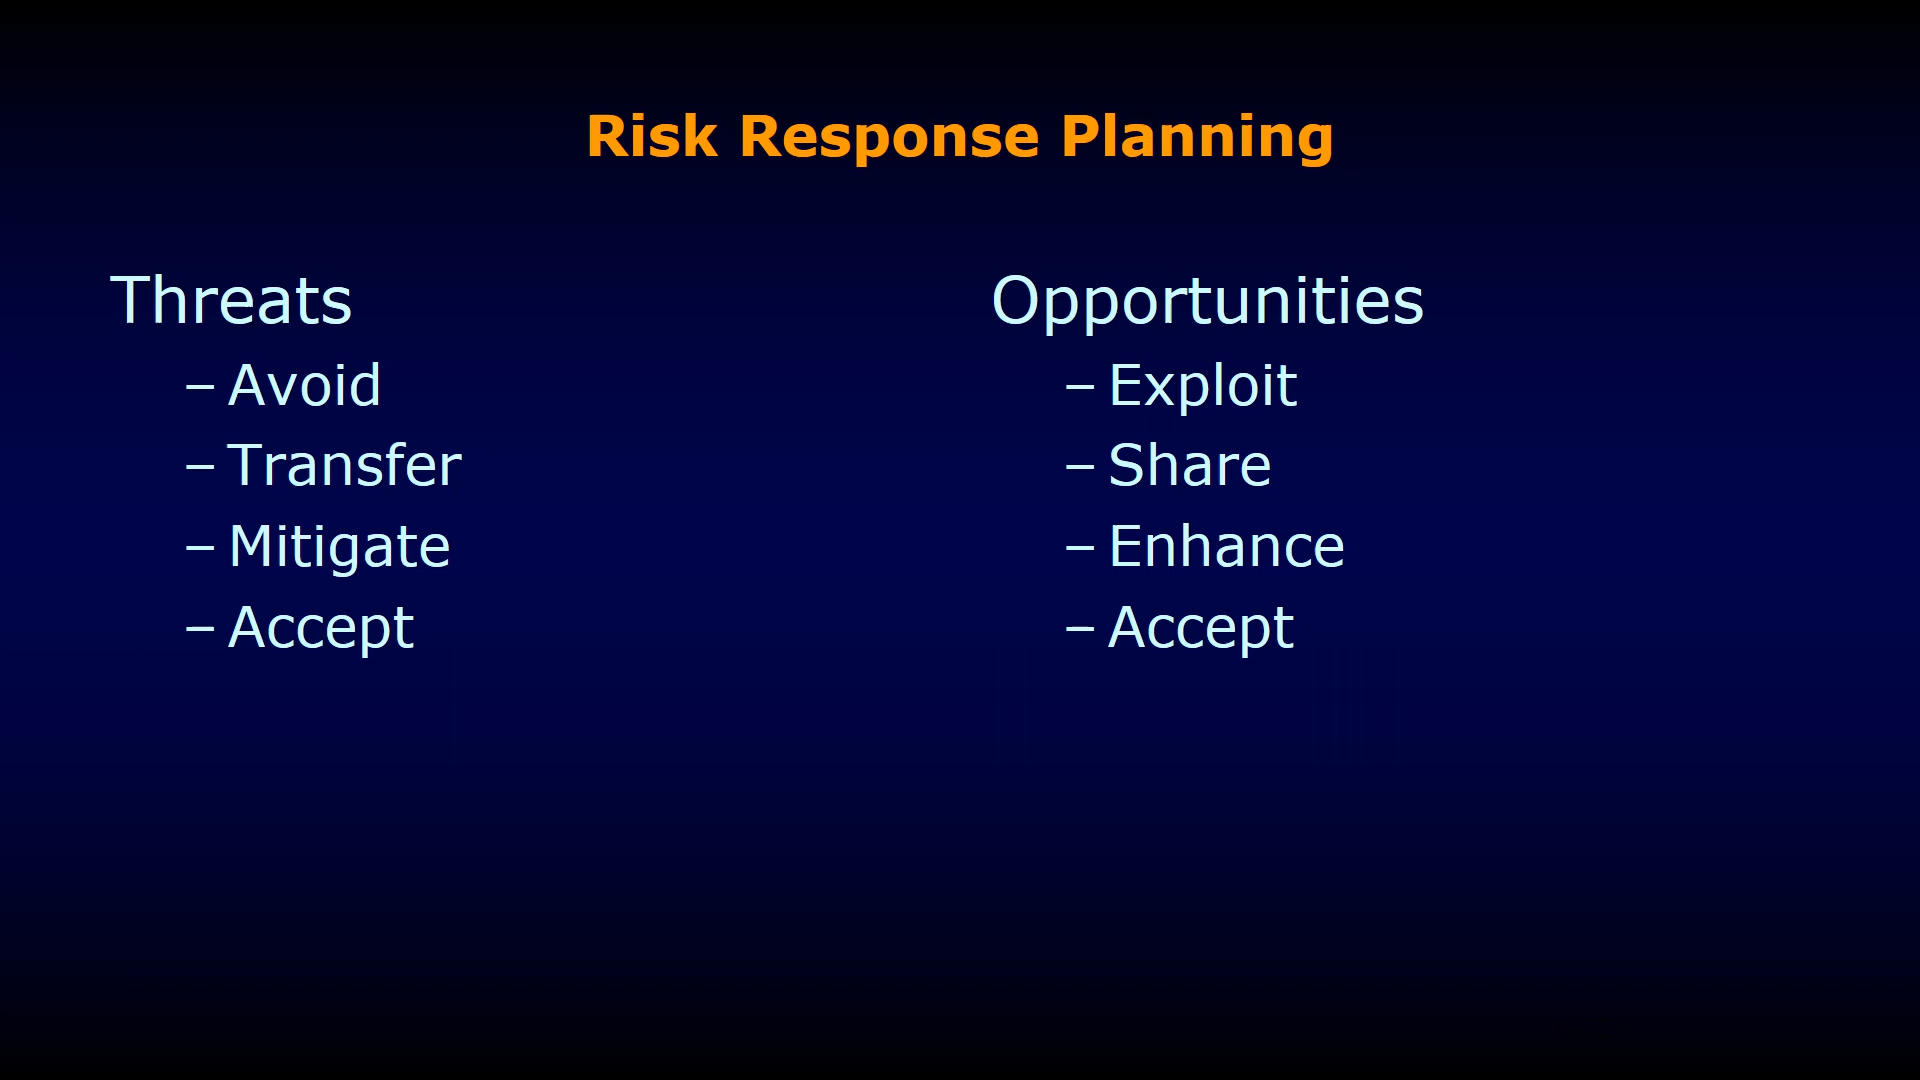 Risk Response Planning
Threats
– Avoid
– Transfer
– Mitigate
– Accept
Opportunities
– Exploit
– Share
– Enhance
– Accept